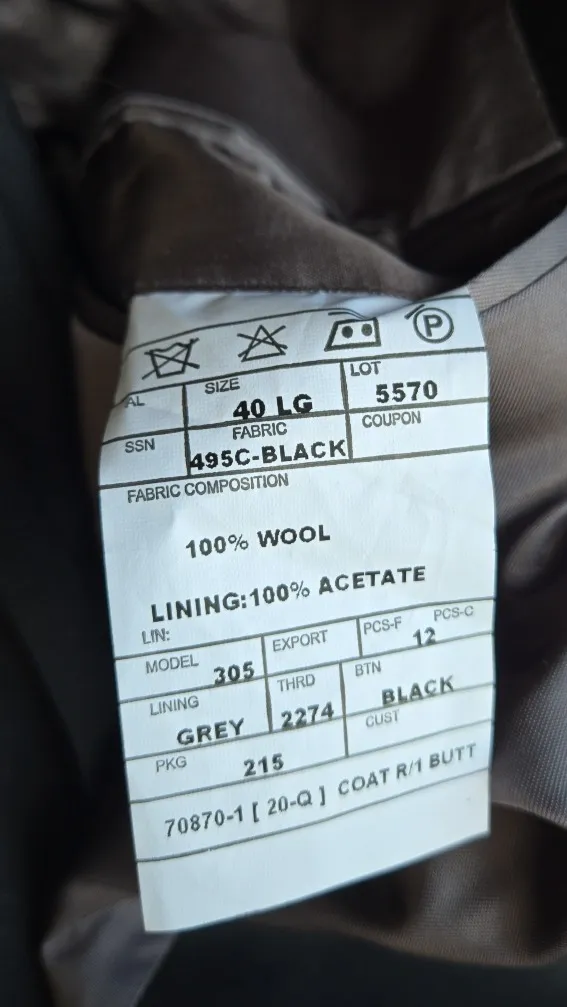 P
AL
SIZE
40 LG
LOT
5570
SSN
FABRIC
495C-BLACK
COUPON
FABRIC COMPOSITION
100% WOOL
LINING:100% ACETATE
LIN:
MODEL
305
EXPORT
PCS-F
12
PCS-C
LINING
GREY
THRD
2274
BTN
BLACK
PKG
215
CUST
70870-1 [ 20-Q ] COAT R/1 BUTT